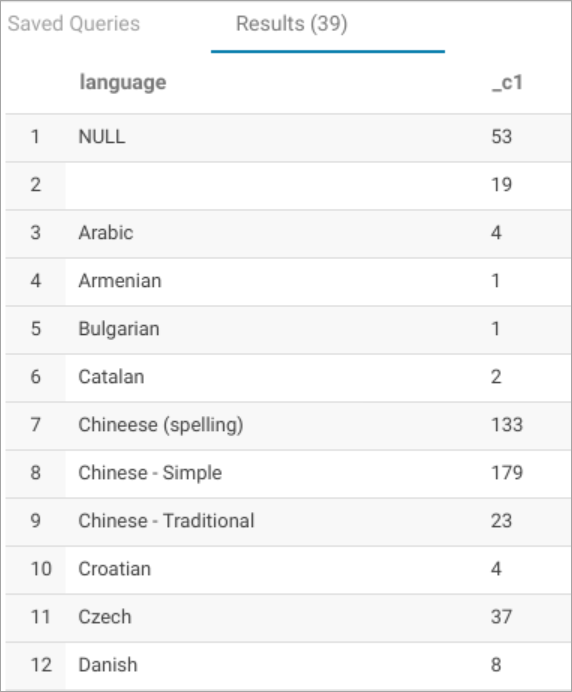 Saved Queries Results (39)
language _c1
1 NULL 53
2 19
3 Arabic 4
4 Armenian 1
5 Bulgarian 1
6 Catalan 2
7 Chineese (spelling) 133
8 Chinese - Simple 179
9 Chinese - Traditional 23
10 Croatian 4
11 Czech 37
12 Danish 8